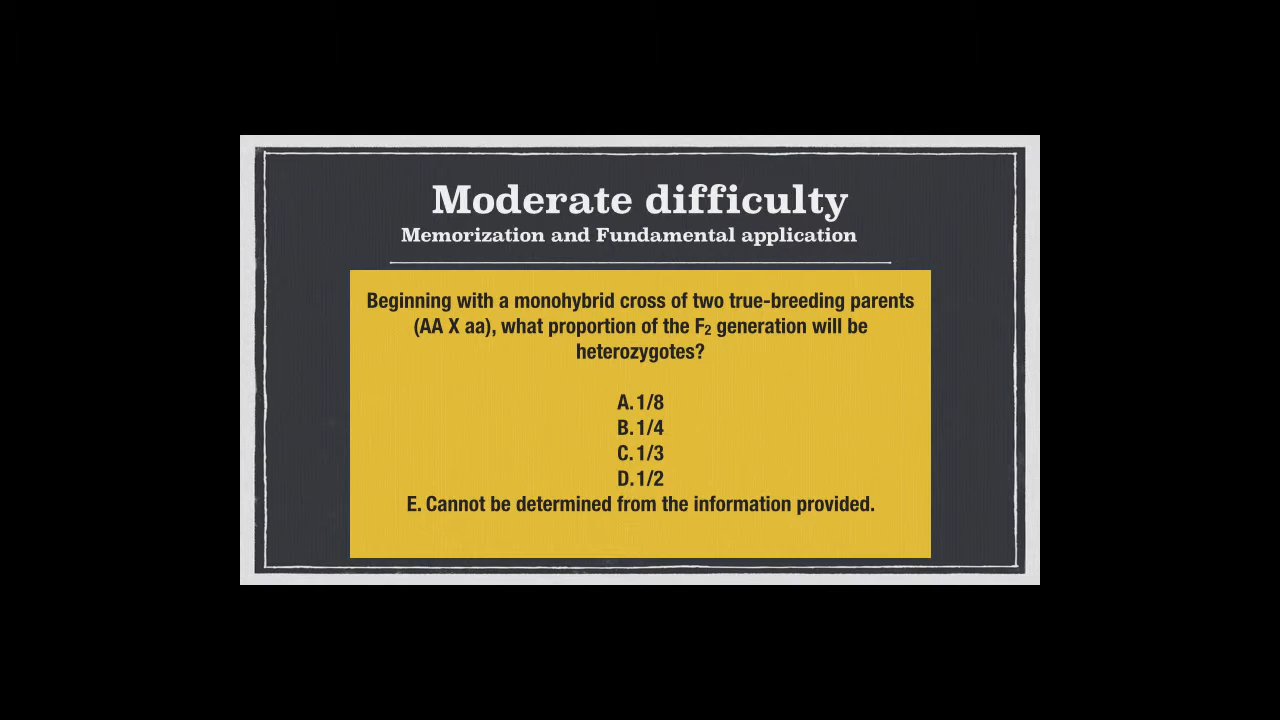 Moderate difficulty
Memorization and Fundamental application
Beginning with a monohybrid cross of two true-breeding parents
(AA X aa), what proportion of the F₂ generation will be
heterozygotes?
A. 1/8
B. 1/4
C. 1/3
D. 1/2
E. Cannot be determined from the information provided.